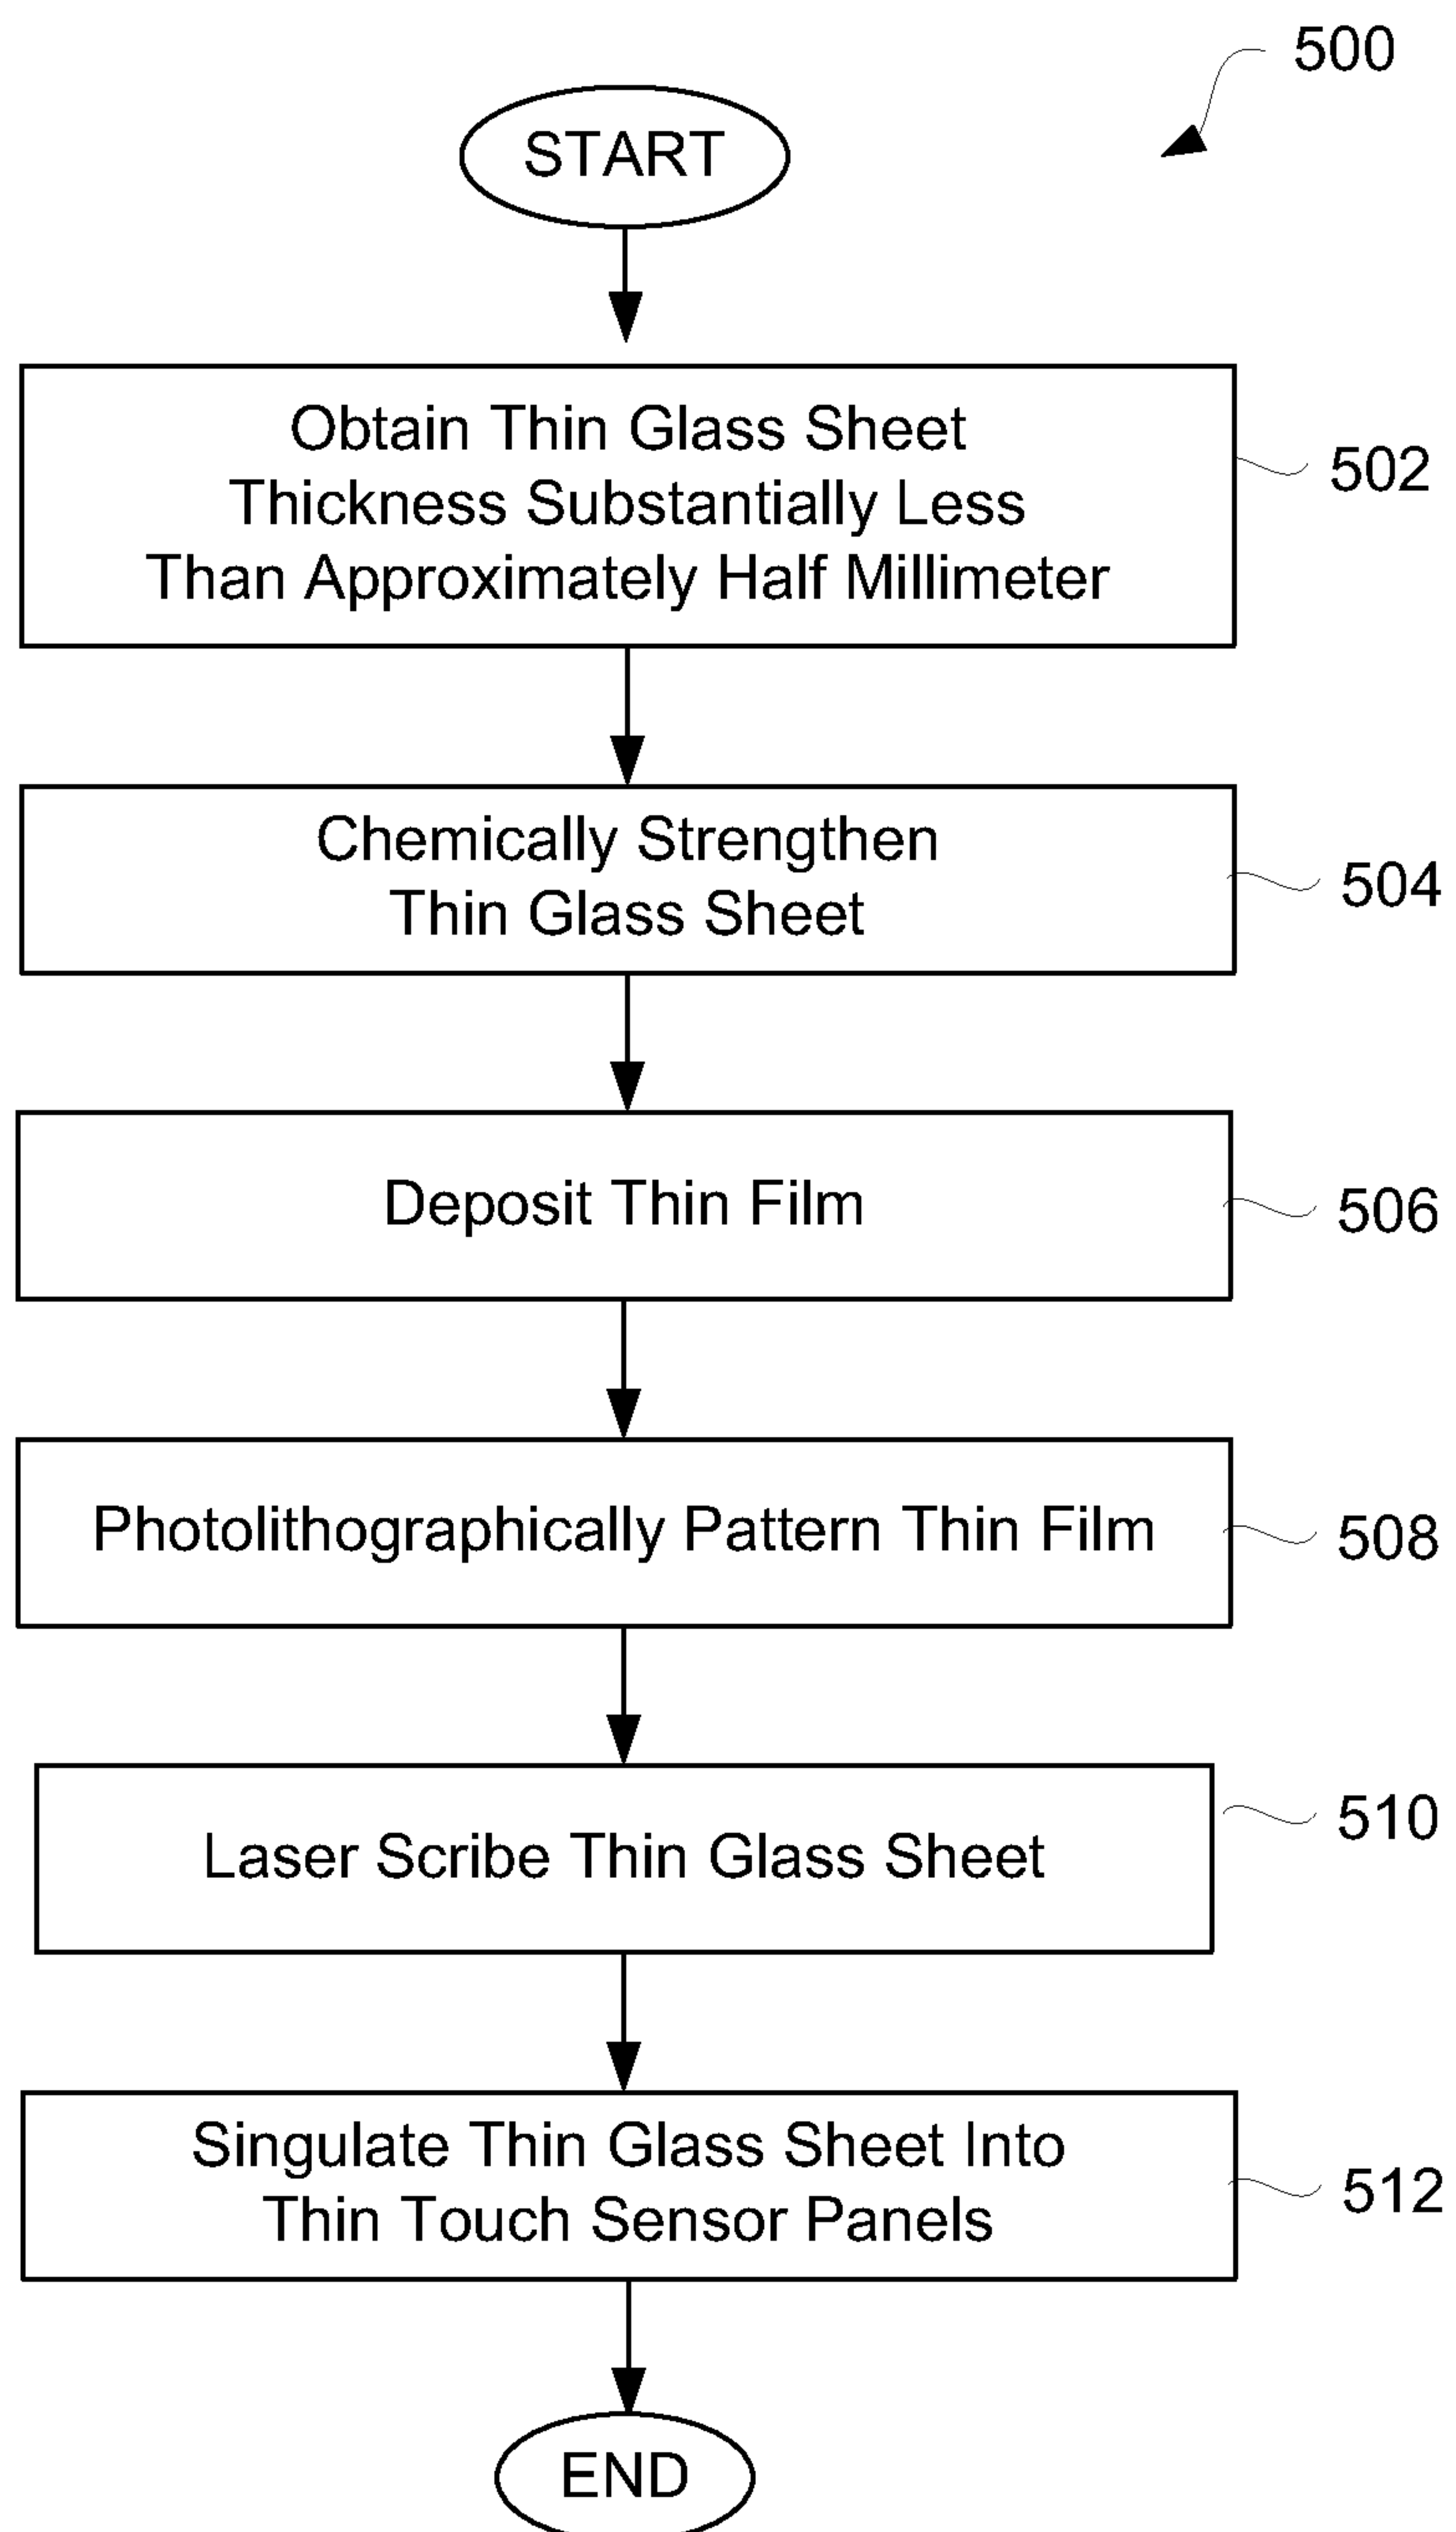 500
START
Obtain Thin Glass Sheet
Thickness Substantially Less
Than Approximately Half Millimeter
502
Chemically Strengthen
Thin Glass Sheet
504
Deposit Thin Film
506
Photolithographically Pattern Thin Film
508
Laser Scribe Thin Glass Sheet
510
Singulate Thin Glass Sheet Into
Thin Touch Sensor Panels
512
END